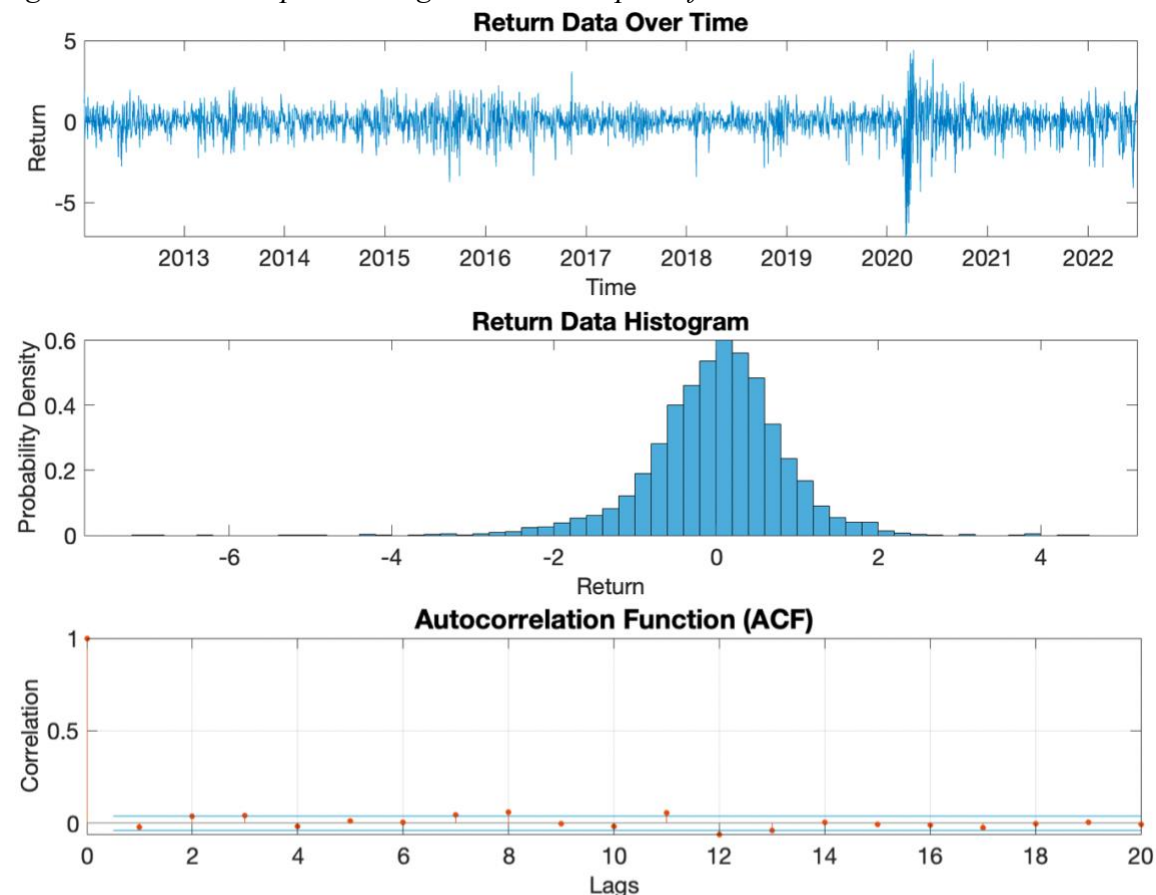 Return Data Over Time
5
0
-5
Return
2013 2014 2015 2016 2017 2018 2019 2020 2021 2022
Time
Return Data Histogram
0.6
0.4
0.2
0
Probability Density
-6 -4 -2 0 2 4
Return
Autocorrelation Function (ACF)
1
0.5
0
Correlation
0 2 4 6 8 10 12 14 16 18 20
Lags